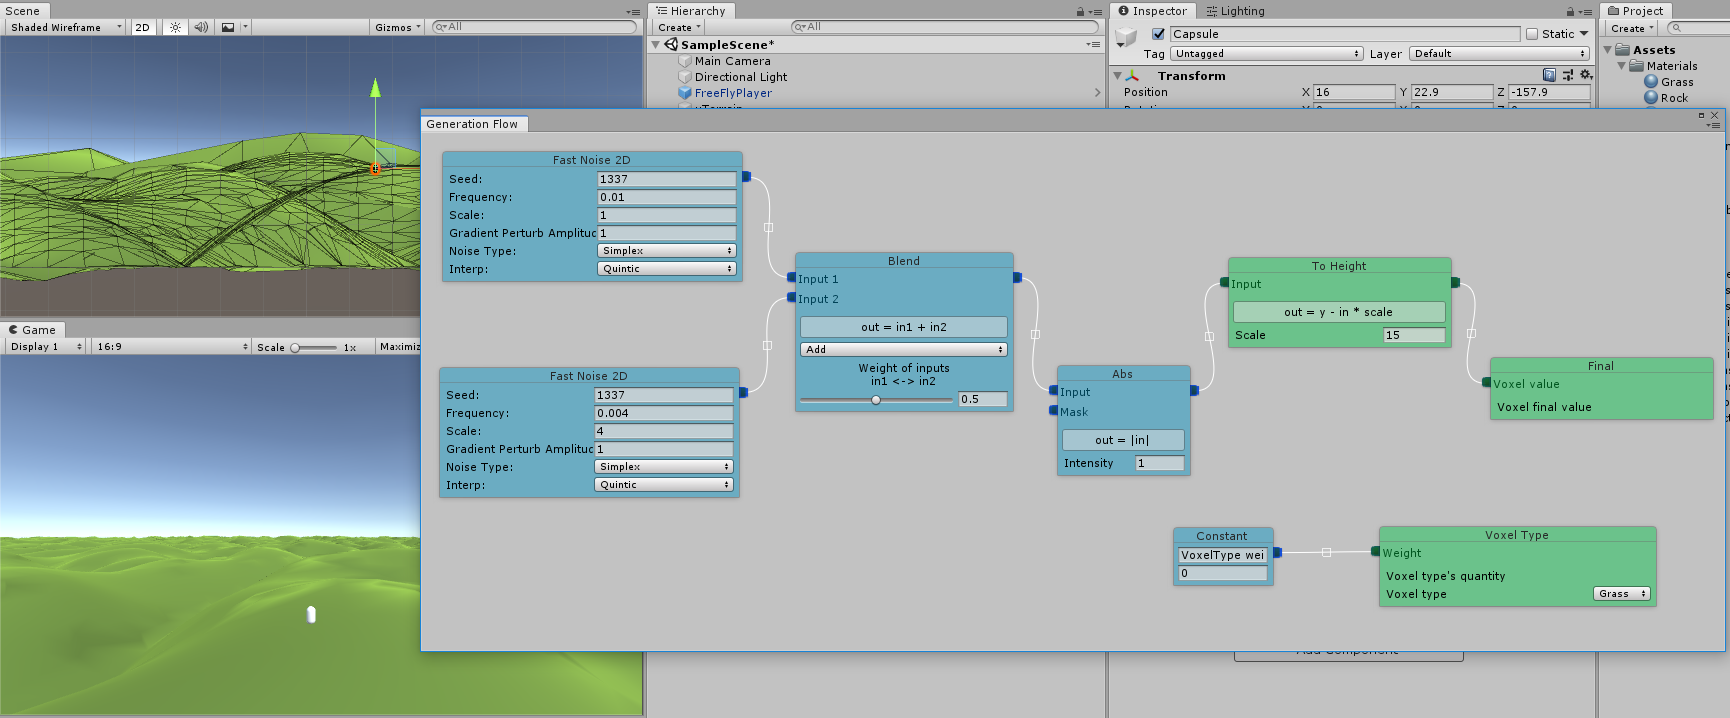 Scene
Shaded Wireframe
2D
Gizmos
All
Hierarchy
Create
All
SampleScene*
Main Camera
Directional Light
FreeFlyPlayer
Inspector
Lighting
Capsule
Static
Tag
Untagged
Layer
Default
Transform
Position
X 16
Y 22.9
Z -157.9
Project
Create
Assets
Materials
Grass
Rock
Game
Display 1
16:9
Scale
1x
Generation Flow
Fast Noise 2D
Seed: 1337
Frequency: 0.01
Scale: 1
Gradient Perturb Amplituc 1
Noise Type: Simplex
Interp: Quintic
Fast Noise 2D
Seed: 1337
Frequency: 0.004
Scale: 4
Gradient Perturb Amplituc 1
Noise Type: Simplex
Interp: Quintic
Blend
Input 1
Input 2
out = in1 + in2
Add
Weight of inputs
in1 <-> in2
0.5
Abs
Input
Mask
out = |in|
Intensity 1
To Height
Input
out = y - in * scale
Scale 15
Final
Voxel value
Voxel final value
Constant
VoxelType wei
0
Voxel Type
Weight
Voxel type's quantity
Voxel type Grass
Add Component